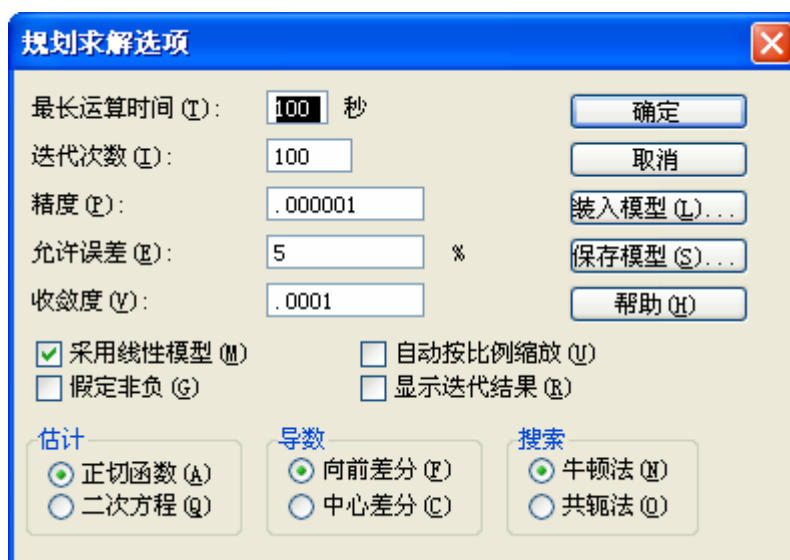 规划求解选项
最长运算时间(T): 100 秒 确定
迭代次数(I): 100 取消
精度(P): .000001 装入模型(L)...
允许误差(E): 5 % 保存模型(S)...
收敛度(V): .0001 帮助(H)
采用线性模型(M) 自动按比例缩放(U)
假定非负(G) 显示迭代结果(R)
估计 导数 搜索
正切函数(A) 向前差分(F) 牛顿法(N)
二次方程(Q) 中心差分(C) 共轭法(O)